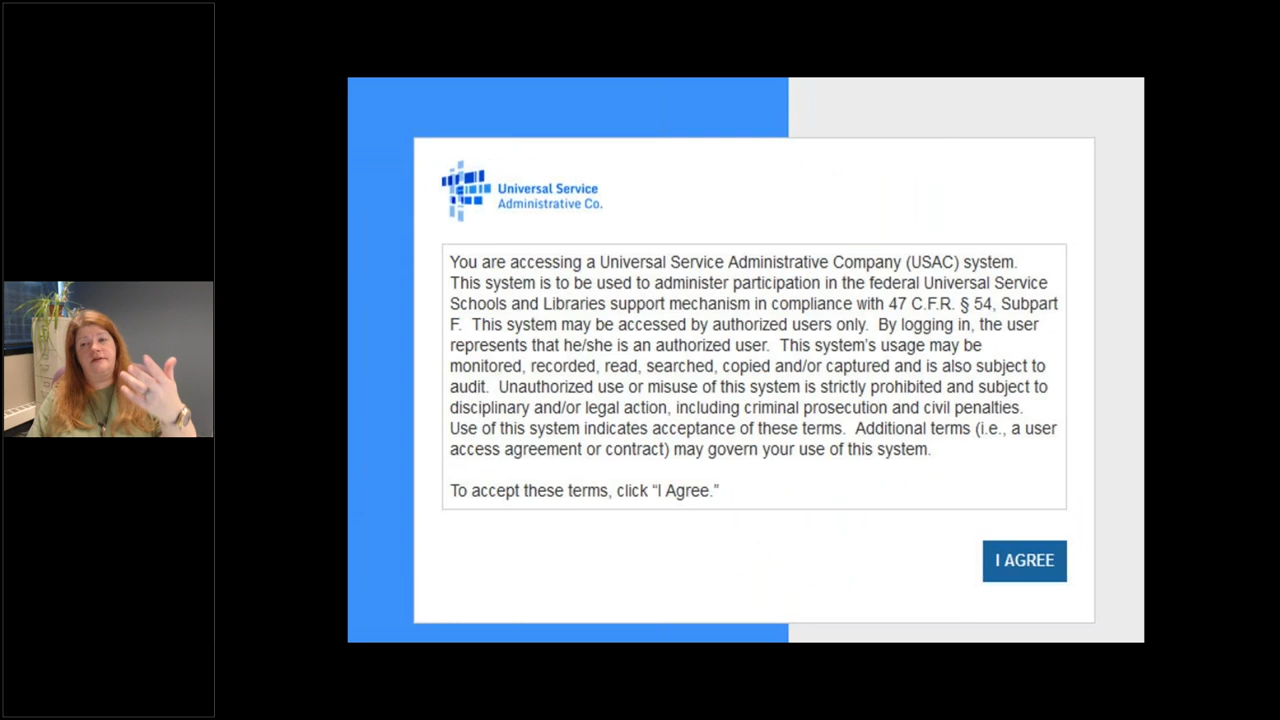 Universal Service
Administrative Co.
You are accessing a Universal Service Administrative Company (USAC) system.
This system is to be used to administer participation in the federal Universal Service
Schools and Libraries support mechanism in compliance with 47 C.F.R. § 54, Subpart
F.  This system may be accessed by authorized users only.  By logging in, the user
represents that he/she is an authorized user.  This system's usage may be
monitored, recorded, read, searched, copied and/or captured and is also subject to
audit.  Unauthorized use or misuse of this system is strictly prohibited and subject to
disciplinary and/or legal action, including criminal prosecution and civil penalties.
Use of this system indicates acceptance of these terms.  Additional terms (i.e., a user
access agreement or contract) may govern your use of this system.
To accept these terms, click “I Agree.”
I AGREE